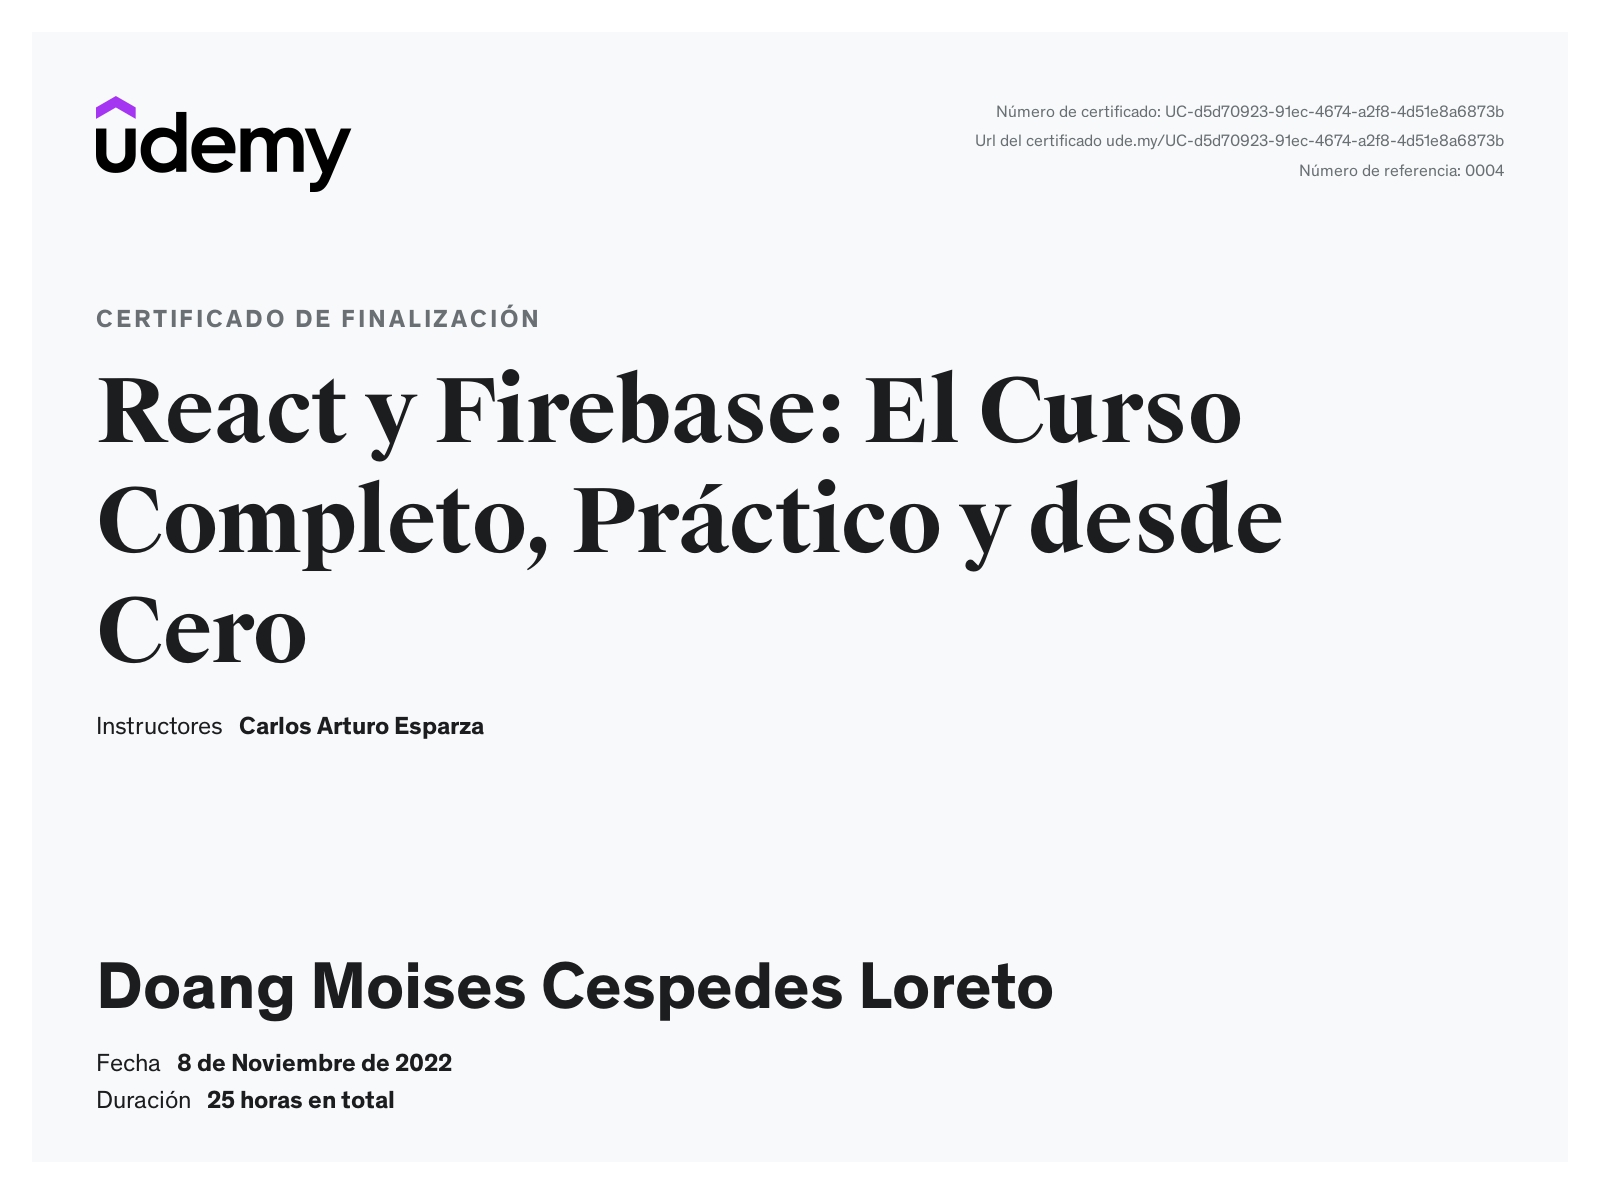 udemy
Número de certificado: UC-d5d70923-91ec-4674-a2f8-4d51e8a6873b
Url del certificado ude.my/UC-d5d70923-91ec-4674-a2f8-4d51e8a6873b
Número de referencia: 0004
CERTIFICADO DE FINALIZACIÓN
React y Firebase: El Curso
Completo, Práctico y desde
Cero
Instructores Carlos Arturo Esparza
Doang Moises Cespedes Loreto
Fecha 8 de Noviembre de 2022
Duración 25 horas en total